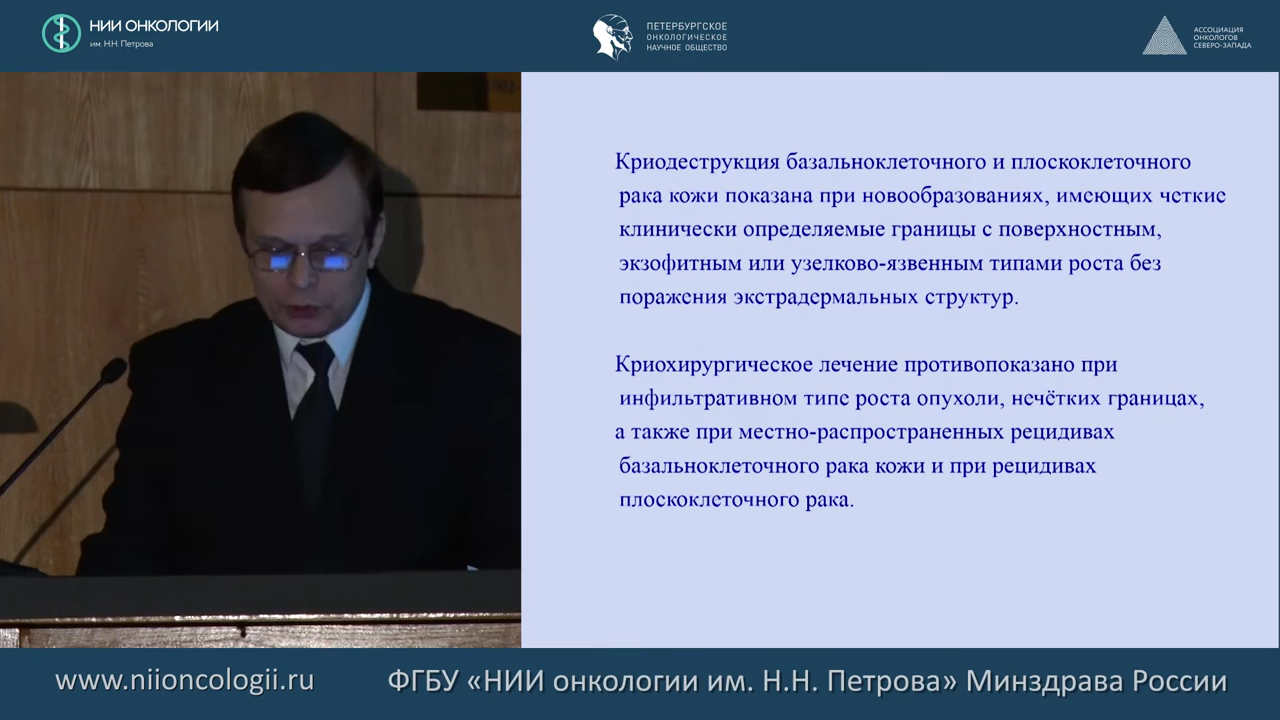 НИИ ОНКОЛОГИИ
им. Н.Н. Петрова
ПЕТЕРБУРГСКОЕ
ОНКОЛОГИЧЕСКОЕ
НАУЧНОЕ ОБЩЕСТВО
АССОЦИАЦИЯ
ОНКОЛОГОВ
СЕВЕРО-ЗАПАДА
Криодеструкция базальноклеточного и плоскоклеточного
рака кожи показана при новообразованиях, имеющих четкие
клинически определяемые границы с поверхностным,
экзофитным или узелково-язвенным типами роста без
поражения экстрадермальных структур.
Криохирургическое лечение противопоказано при
инфильтративном типе роста опухоли, нечётких границах,
а также при местно-распространенных рецидивах
базальноклеточного рака кожи и при рецидивах
плоскоклеточного рака.
www.niioncologii.ru
ФГБУ «НИИ онкологии им. Н.Н. Петрова» Минздрава России